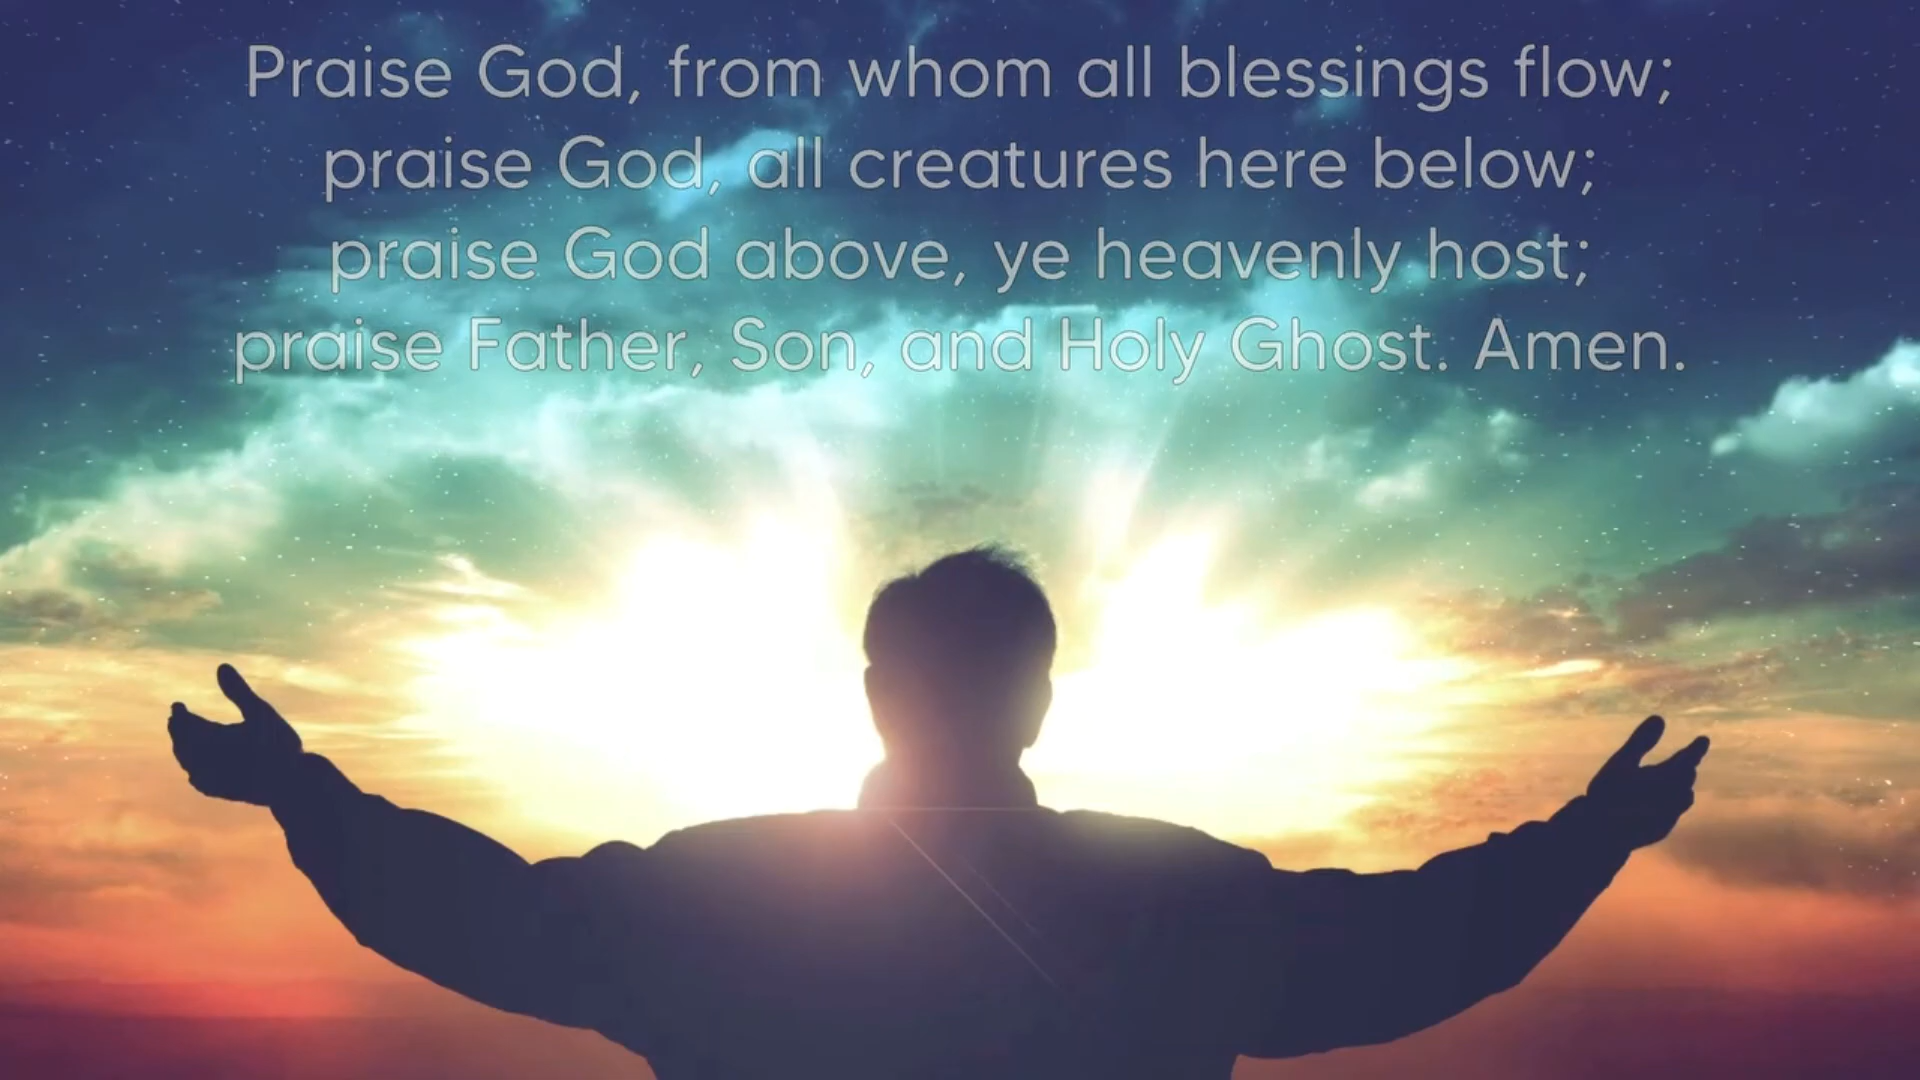 Praise God, from whom all blessings flow;
praise God, all creatures here below;
praise God above, ye heavenly host;
praise Father, Son, and Holy Ghost. Amen.